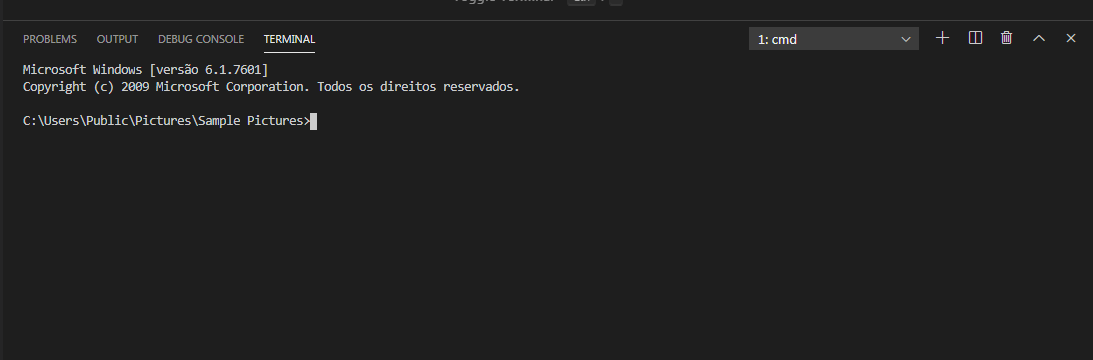 Toggle Terminal
PROBLEMS OUTPUT DEBUG CONSOLE TERMINAL 1: cmd
Microsoft Windows [versão 6.1.7601]
Copyright (c) 2009 Microsoft Corporation. Todos os direitos reservados.
C:\Users\Public\Pictures\Sample Pictures>